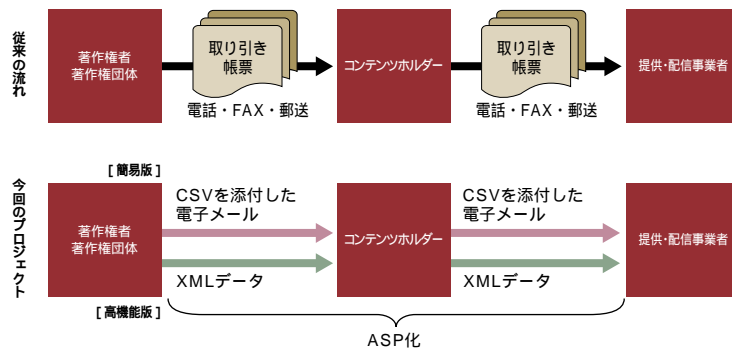 従来の流れ
著作権者
著作権団体
取り引き
帳票
電話・FAX・郵送
コンテンツホルダー
取り引き
帳票
電話・FAX・郵送
提供・配信事業者
今回のプロジェクト
[ 簡易版 ]
著作権者
著作権団体
[ 高機能版 ]
CSVを添付した
電子メール
XMLデータ
コンテンツホルダー
CSVを添付した
電子メール
XMLデータ
提供・配信事業者
ASP化